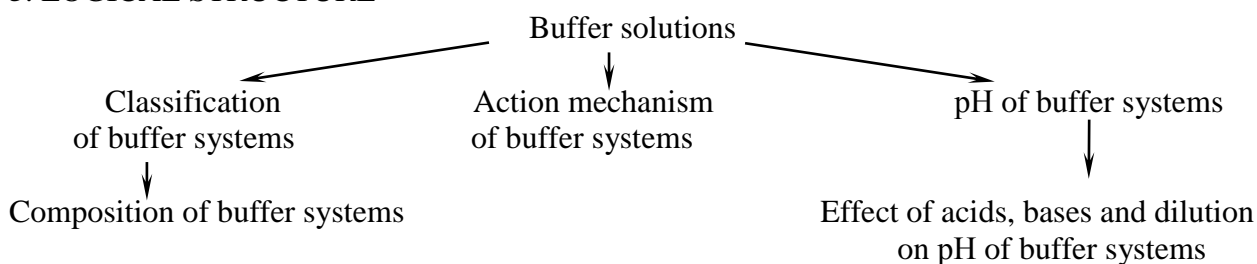 Buffer solutions
Classification
of buffer systems
Action mechanism
of buffer systems
pH of buffer systems
Composition of buffer systems
Effect of acids, bases and dilution
on pH of buffer systems